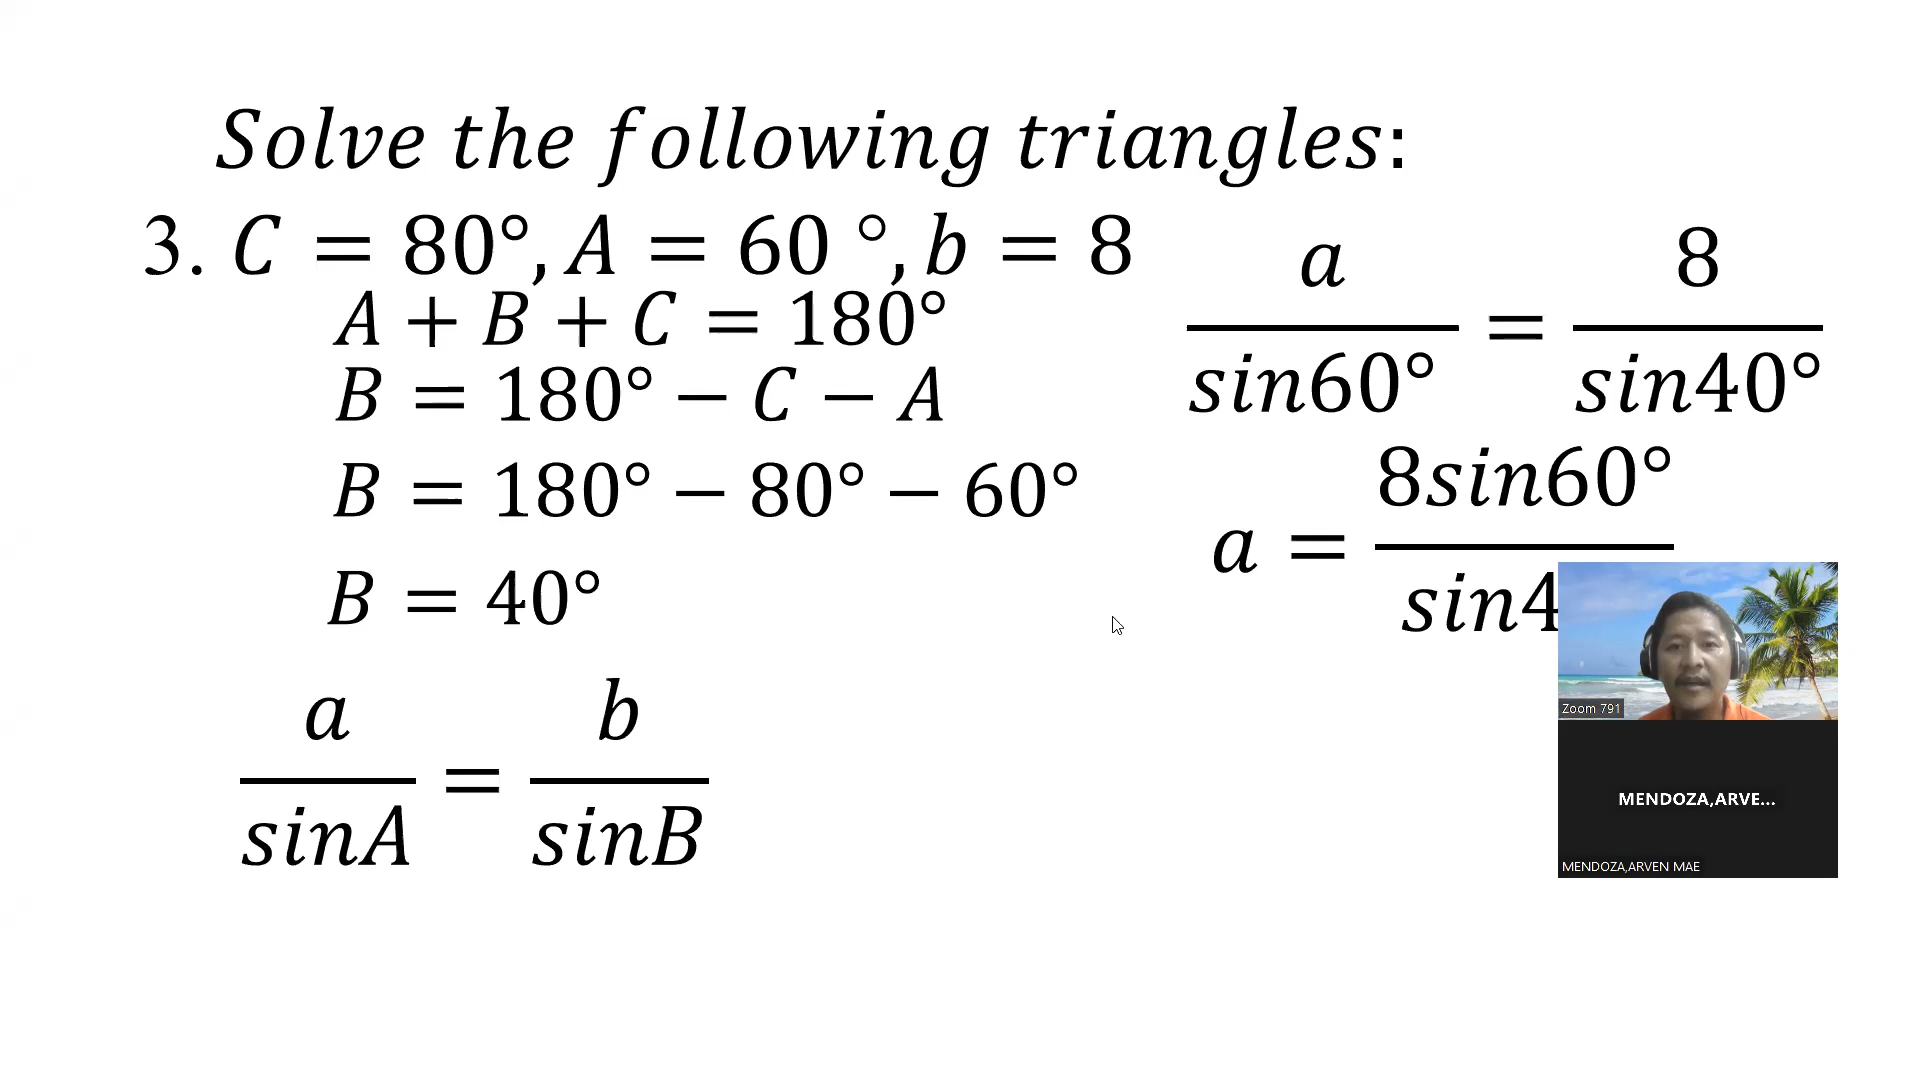 Solve the following triangles:
3. C = 80°, A = 60 °, b = 8
A + B + C = 180°
B = 180° − C − A
B = 180° − 80° − 60°
B = 40°
a/sinA = b/sinB
a/sin60° = 8/sin40°
a = 8sin60°/sin4
Zoom 791
MENDOZA,ARVE...
MENDOZA,ARVEN MAE